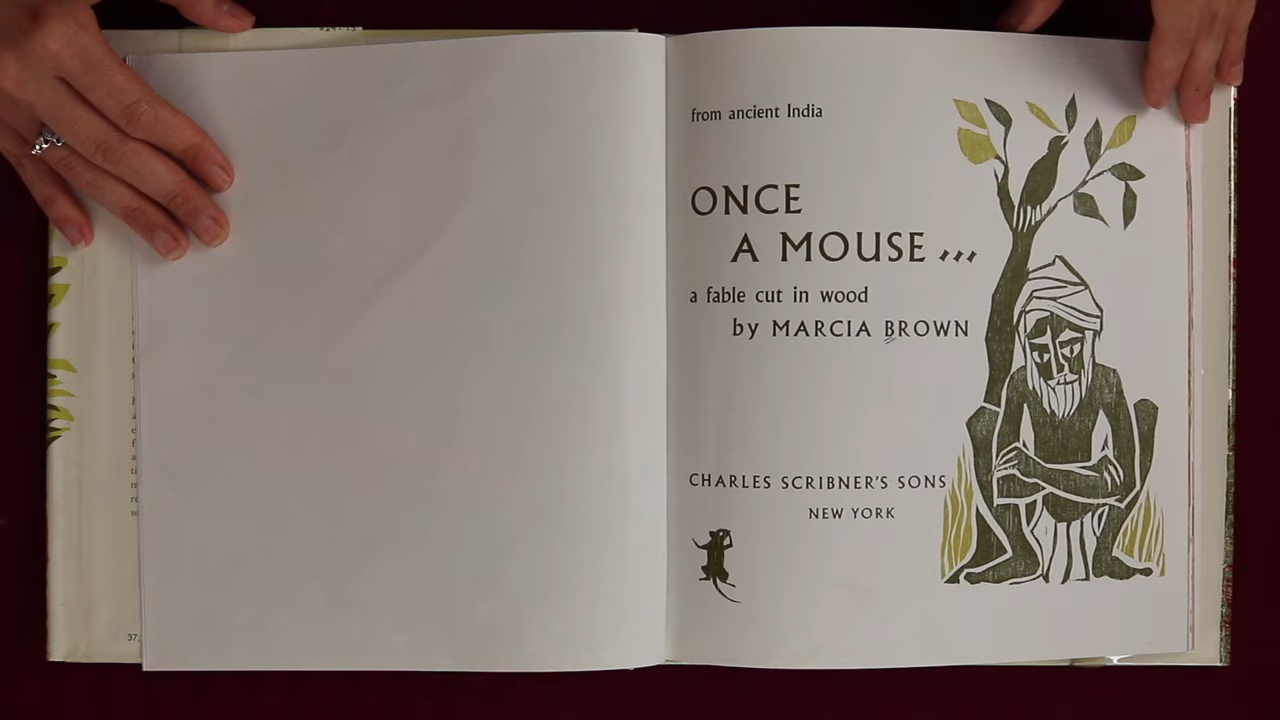 from ancient India
ONCE
A MOUSE ...
a fable cut in wood
by MARCIA BROWN
CHARLES SCRIBNER'S SONS
NEW YORK